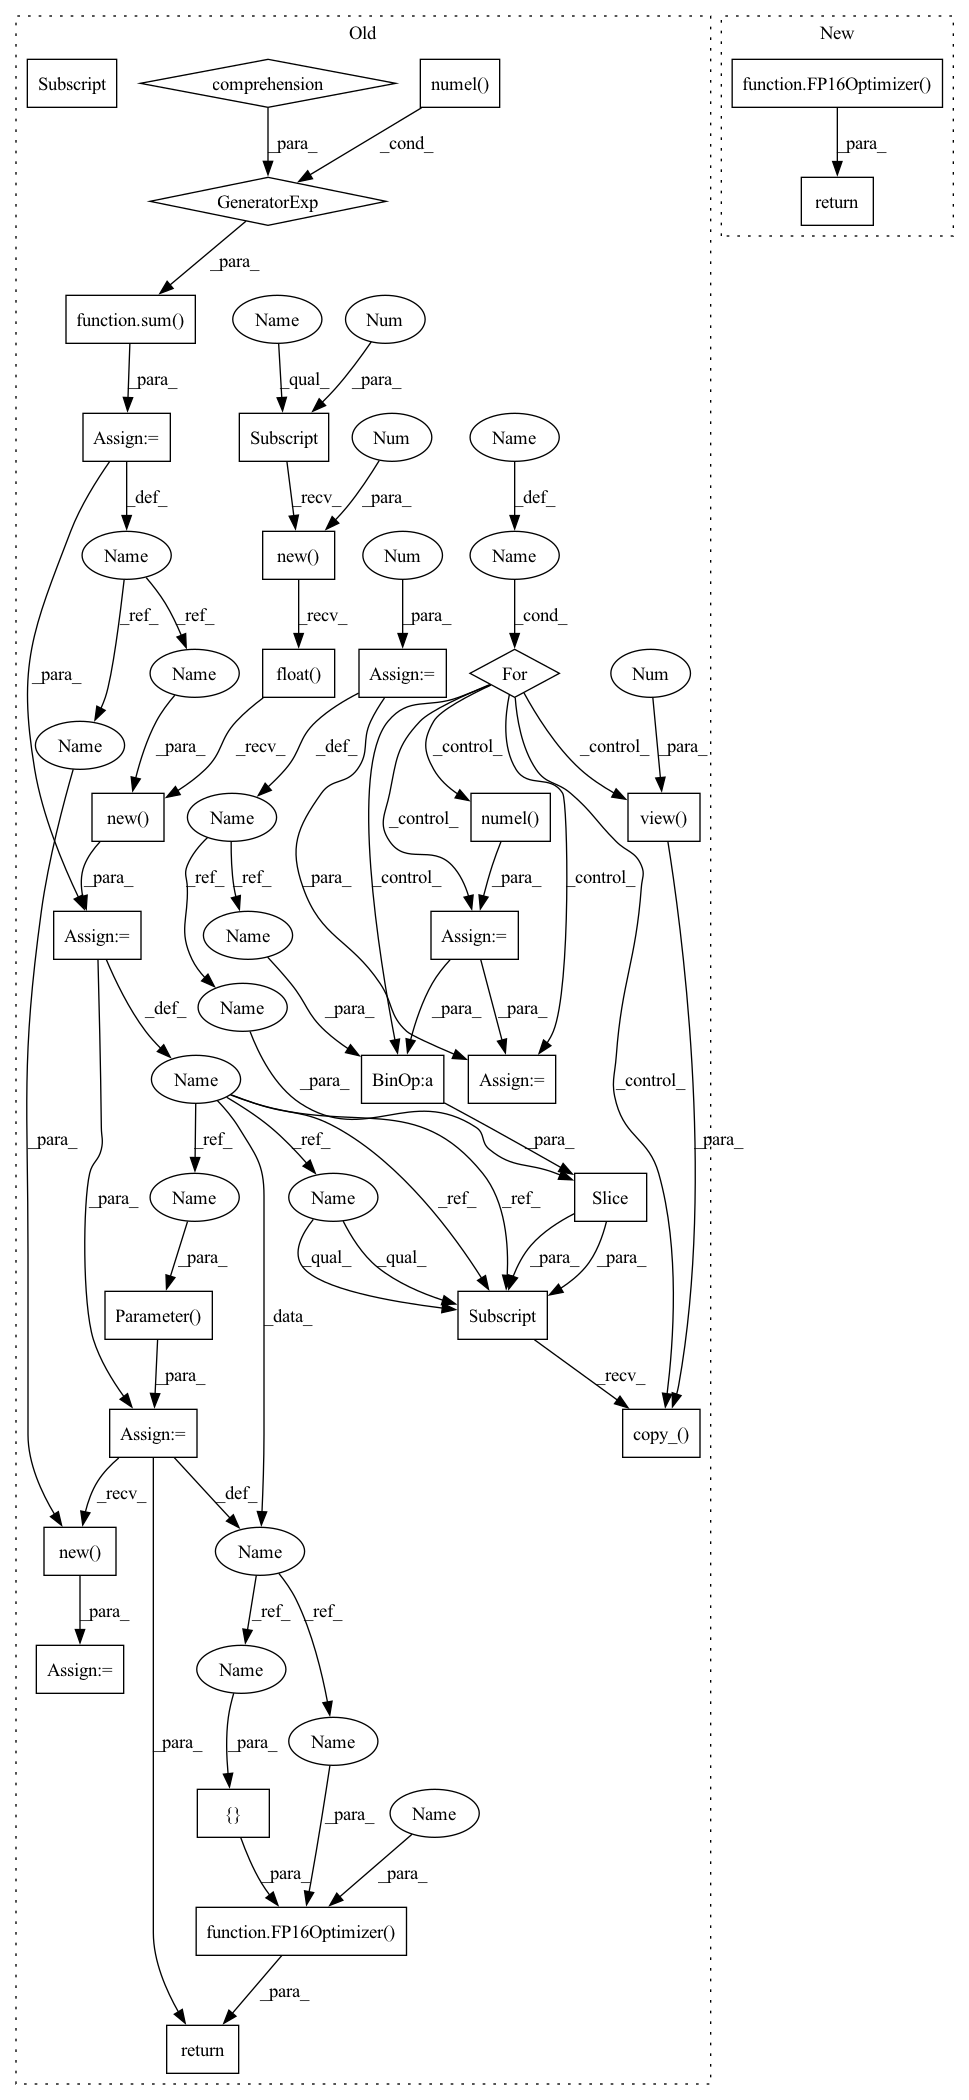 Old
New
Subscript
comprehension
numel()
function.FP16Optimizer()
_para_
_cond_
_para_
GeneratorExp
return
_para_
function.sum()
Name
Num
_para_
_qual_
_para_
Assign:=
Subscript
Num
Name
_def_
_recv_
_para_
_def_
Name
new()
Num
Name
_ref_
_ref_
_recv_
_para_
_cond_
_para_
Name
float()
Assign:=
For
Num
Name
_para_
_recv_
_def_
_control_
_control_
_para_
new()
Name
numel()
view()
_control_
_para_
_ref_
_ref_
_para_
_control_
_para_
_control_
Assign:=
Name
Assign:=
_def_
Name
_para_
_para_
_para_
Name
_para_
BinOp:a
Assign:=
_control_
_para_
_ref_
_ref_
_para_
_para_
_para_
_ref_
_ref_
Name
Name
Slice
_para_
_data_
_qual_
_qual_
_para_
_para_
Parameter()
Subscript
_para_
_recv_
Assign:=
copy_()
_recv_
_def_
new()
Name
_para_
_ref_
_ref_
Assign:=
Name
_para_
_para_
Name
{}
_para_
Name
_para_
_para_
function.FP16Optimizer()
_para_
return